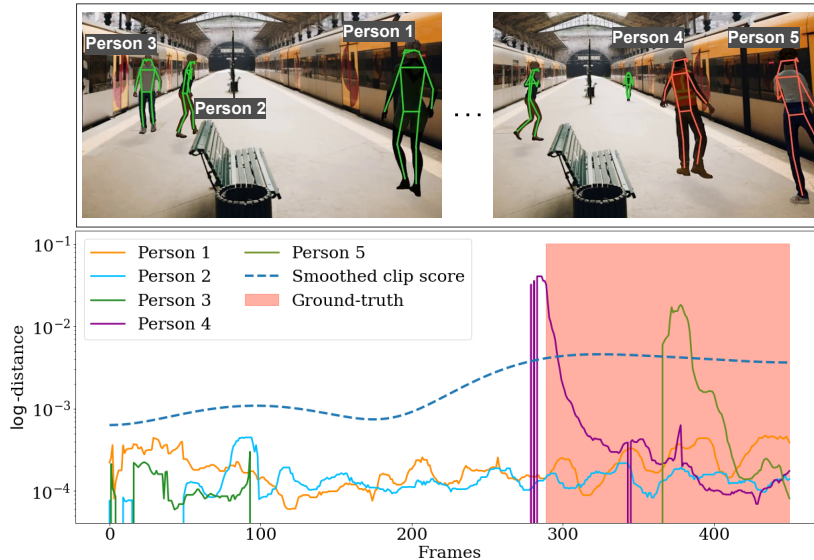 Person 3
Person 1
Person 2
...
Person 4
Person 5
10⁻¹
10⁻²
10⁻³
10⁻⁴
log-distance
Person 1
Person 2
Person 3
Person 4
Person 5
Smoothed clip score
Ground-truth
0
100
200
300
400
Frames